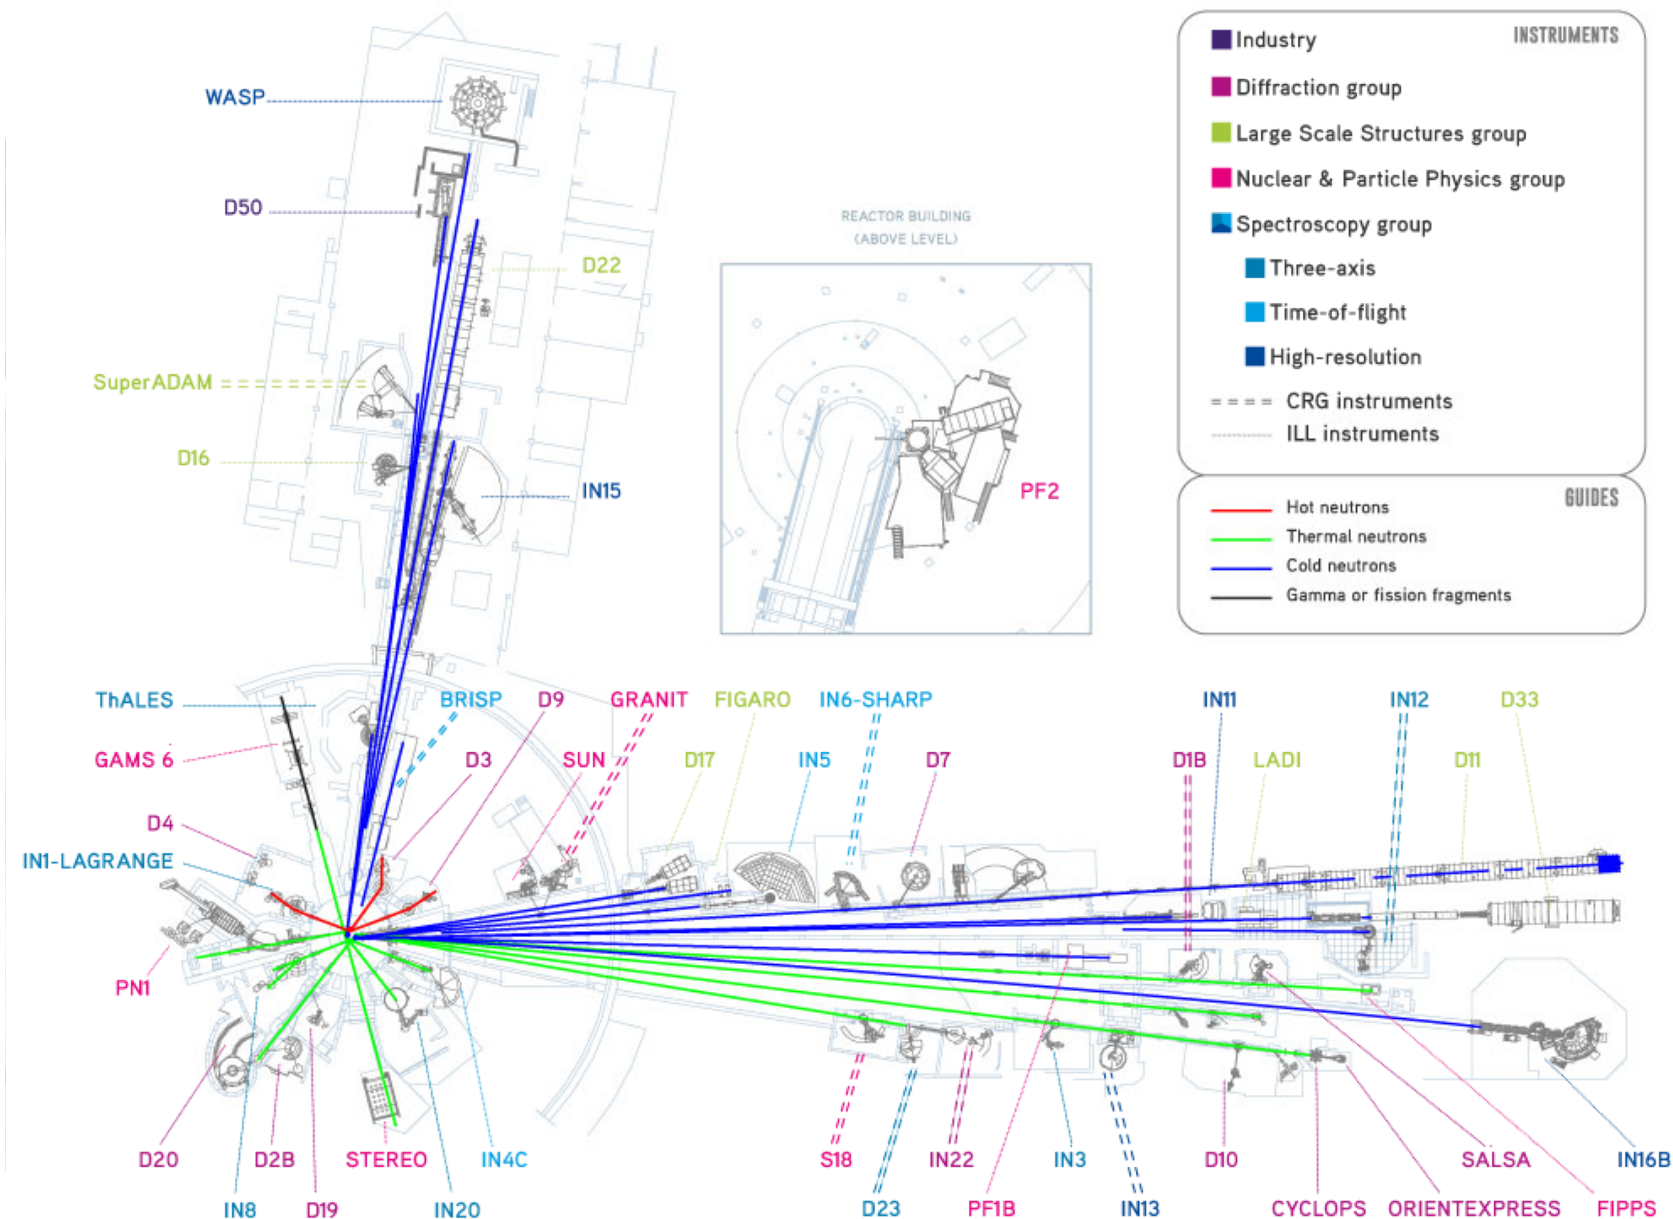 INSTRUMENTS
Industry
Diffraction group
Large Scale Structures group
Nuclear & Particle Physics group
Spectroscopy group
Three-axis
Time-of-flight
High-resolution
CRG instruments
ILL instruments
GUIDES
Hot neutrons
Thermal neutrons
Cold neutrons
Gamma or fission fragments
WASP
D50
D22
SuperADAM
D16
IN15
REACTOR BUILDING
(ABOVE LEVEL)
PF2
ThALES
BRISP
D9
GRANIT
FIGARO
IN6-SHARP
IN11
IN12
D33
GAMS 6
D3
SUN
D17
IN5
D7
D1B
LADI
D11
D4
IN1-LAGRANGE
PN1
D20
D2B
STEREO
IN4C
S18
IN22
IN3
D10
SALSA
IN16B
IN8
D19
IN20
D23
PF1B
IN13
CYCLOPS
ORIENTEXPRESS
FIPPS